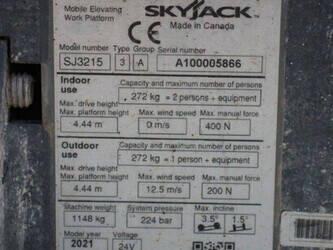 Mobile Elevating
Work Platform
SKYJACK
Made in Canada
Model number Type Group Serial number
SJ3215 3 A A100005866
Indoor
use
Capacity and maximum number of persons
272 kg = 2 persons + equipment
Max. drive height
Max. platform height Max. wind speed Max. manual force
4.44 m 0 m/s 400 N
Outdoor
use
Capacity and maximum number of persons
272 kg = 1 person + equipment
Max. drive height
Max. platform height Max. wind speed Max. manual force
4.44 m 12.5 m/s 200 N
Machine weight System pressure Max. incline
1148 kg 224 bar 3.5° 1.5°
Model year Voltage
2021 24V